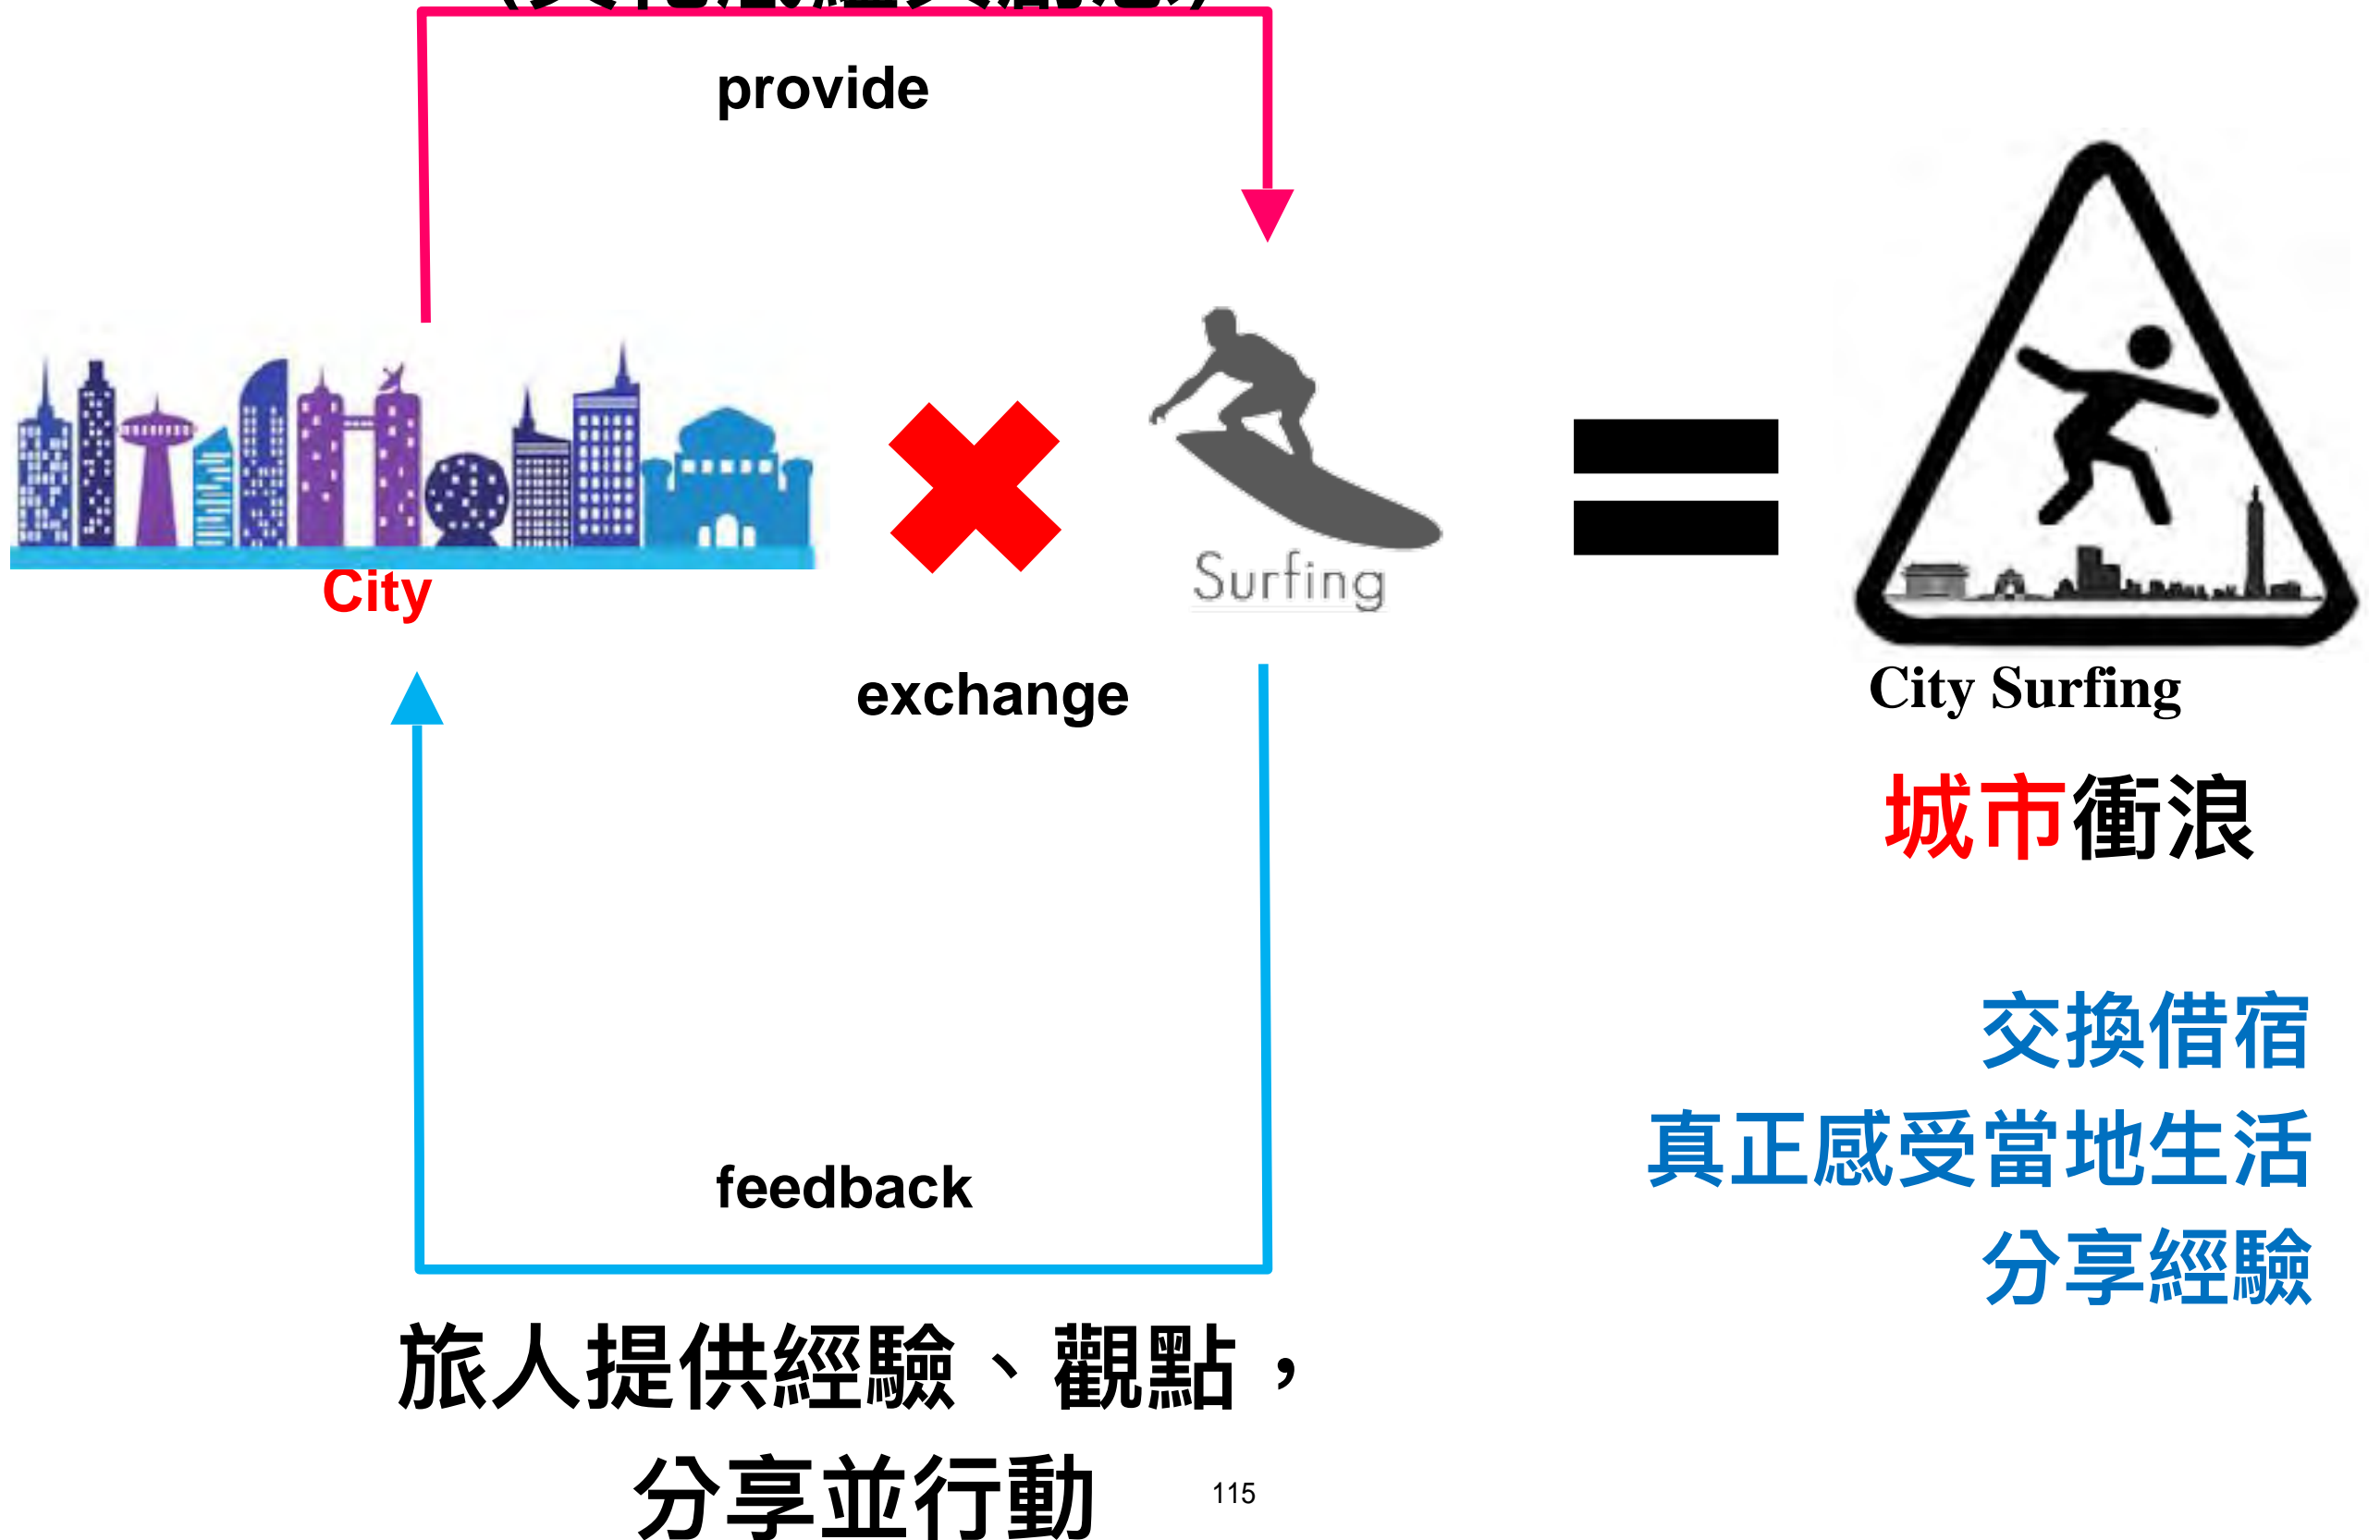 provide
City
Surfing
exchange
City Surfing
城市衝浪
交換借宿
真正感受當地生活
分享經驗
feedback
旅人提供經驗、觀點，
分享並行動
115